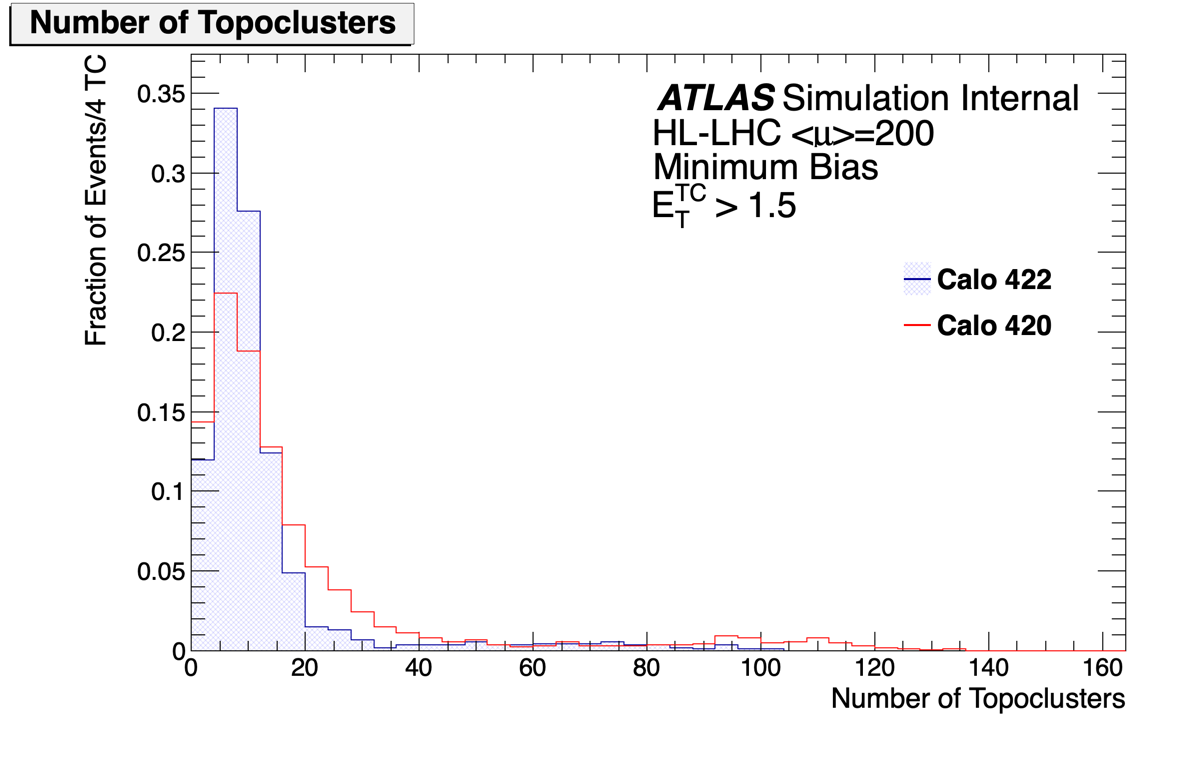 Number of Topoclusters
Fraction of Events/4 TC
0.35
0.3
0.25
0.2
0.15
0.1
0.05
0
ATLAS Simulation Internal
HL-LHC <μ>=200
Minimum Bias
E_T^TC > 1.5
Calo 422
Calo 420
0 20 40 60 80 100 120 140 160
Number of Topoclusters